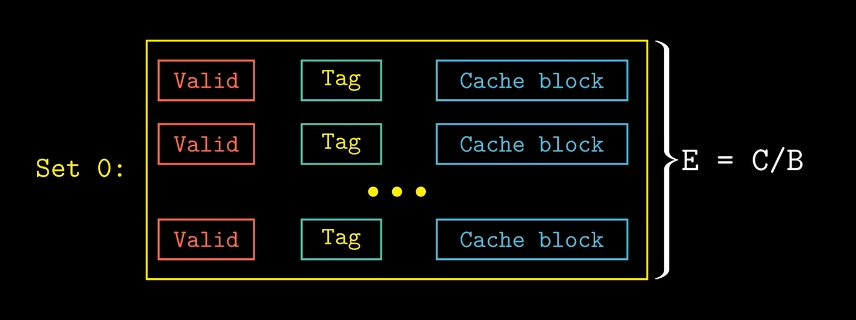 Valid Tag Cache block
Valid Tag Cache block
Set 0:
E = C/B
Valid Tag Cache block